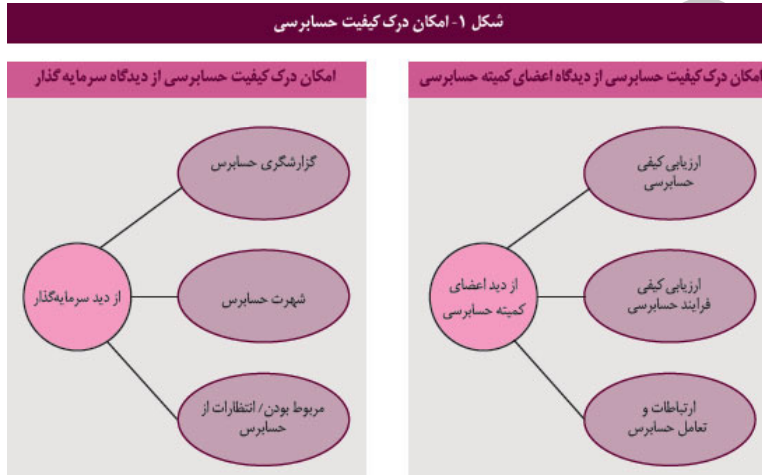 شکل ۱- امکان درک کیفیت حسابرسی
امکان درک کیفیت حسابرسی از دیدگاه اعضای کمیته حسابرسی
ارزیابی کیفی
حسابرسی
ارزیابی کیفی
فرایند حسابرسی
ارتباطات و
تعامل حسابرس
از دید اعضای
کمیته حسابرسی
امکان درک کیفیت حسابرسی از دیدگاه سرمایه گذار
گزارشگری حسابرس
شهرت حسابرس
مربوط بودن/ انتظارات از
حسابرس
از دید سرمایه‌گذار